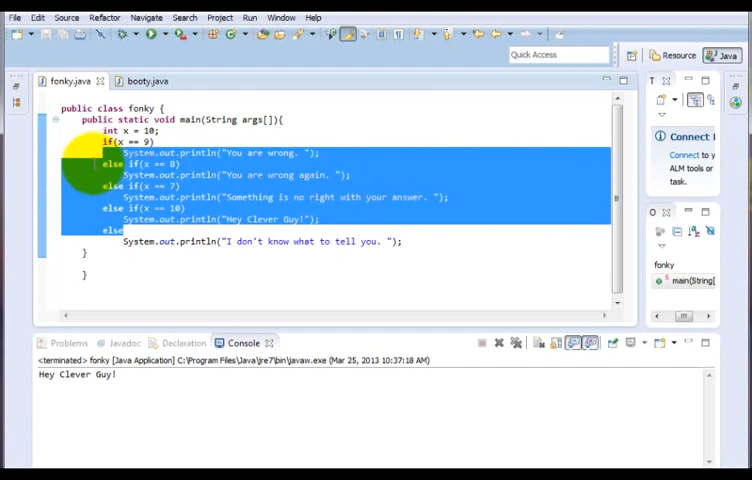 File Edit Source Refactor Navigate Search Project Run Window Help
Quick Access
Resource
Java
fonky.java
booty.java
T
public class fonky {
public static void main(String args[]){
int x = 10;
if(x == 9)
System.out.println("You are wrong. ");
else if(x == 8)
System.out.println("You are wrong again. ");
else if(x == 7)
System.out.println("Something is no right with your answer. ");
else if(x == 10)
System.out.println("Hey Clever Guy!");
else
System.out.println("I don't know what to tell you. ");
}
}
Connect
Connect to y
ALM tools or
task.
O
fonky
main(String[
Problems
Javadoc
Declaration
Console
<terminated> fonky [Java Application] C:\Program Files\Java\jre7\bin\javaw.exe (Mar 25, 2013 10:37:18 AM)
Hey Clever Guy!